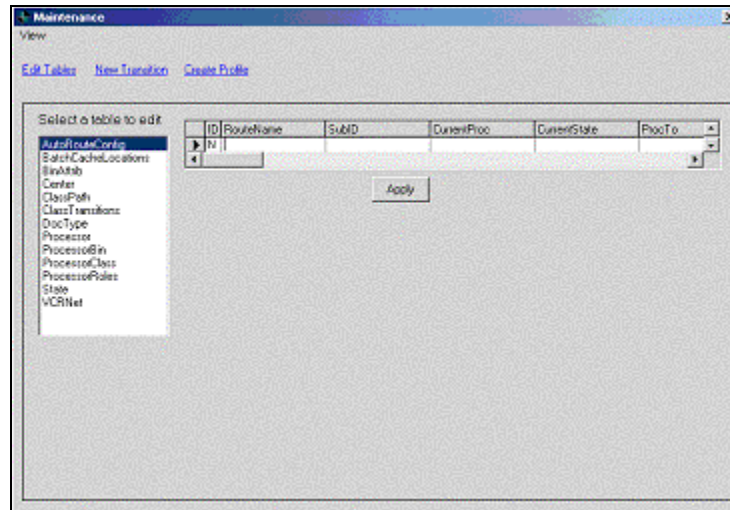 Maintenance
View
Edit Tables New Transition Create Profile
Select a table to edit
ID RouteName SubID CurrentProc CurrentState ProcTo
N
AutoRouteConfig
BatchCacheLocations
BinAttrib
Center
ClassPath
ClassTransitions
DocType
Processor
ProcessorBin
ProcessorClass
ProcessorRoles
State
VCRNet
Apply